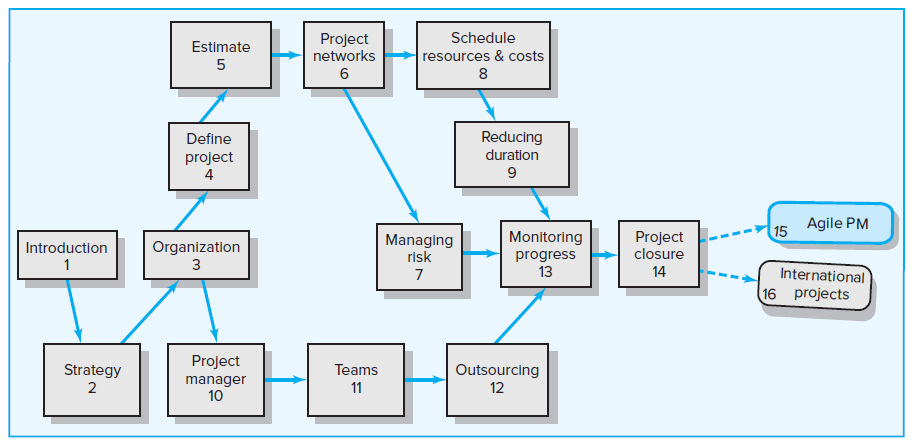 Estimate
5
Project
networks
6
Schedule
resources & costs
8
Define
project
4
Reducing
duration
9
Introduction
1
Organization
3
Managing
risk
7
Monitoring
progress
13
Project
closure
14
15 Agile PM
International
16 projects
Strategy
2
Project
manager
10
Teams
11
Outsourcing
12